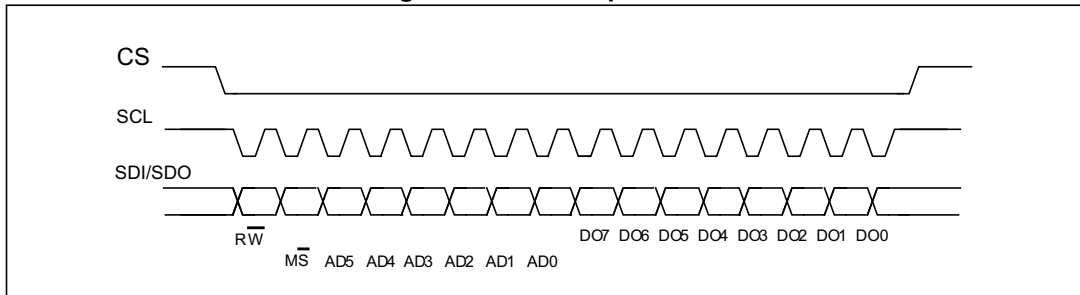 CS
SCL
SDI/SDO
RW̅ DO7 DO6 DO5 DO4 DO3 DO2 DO1 DO0
MS̅ AD5 AD4 AD3 AD2 AD1 AD0